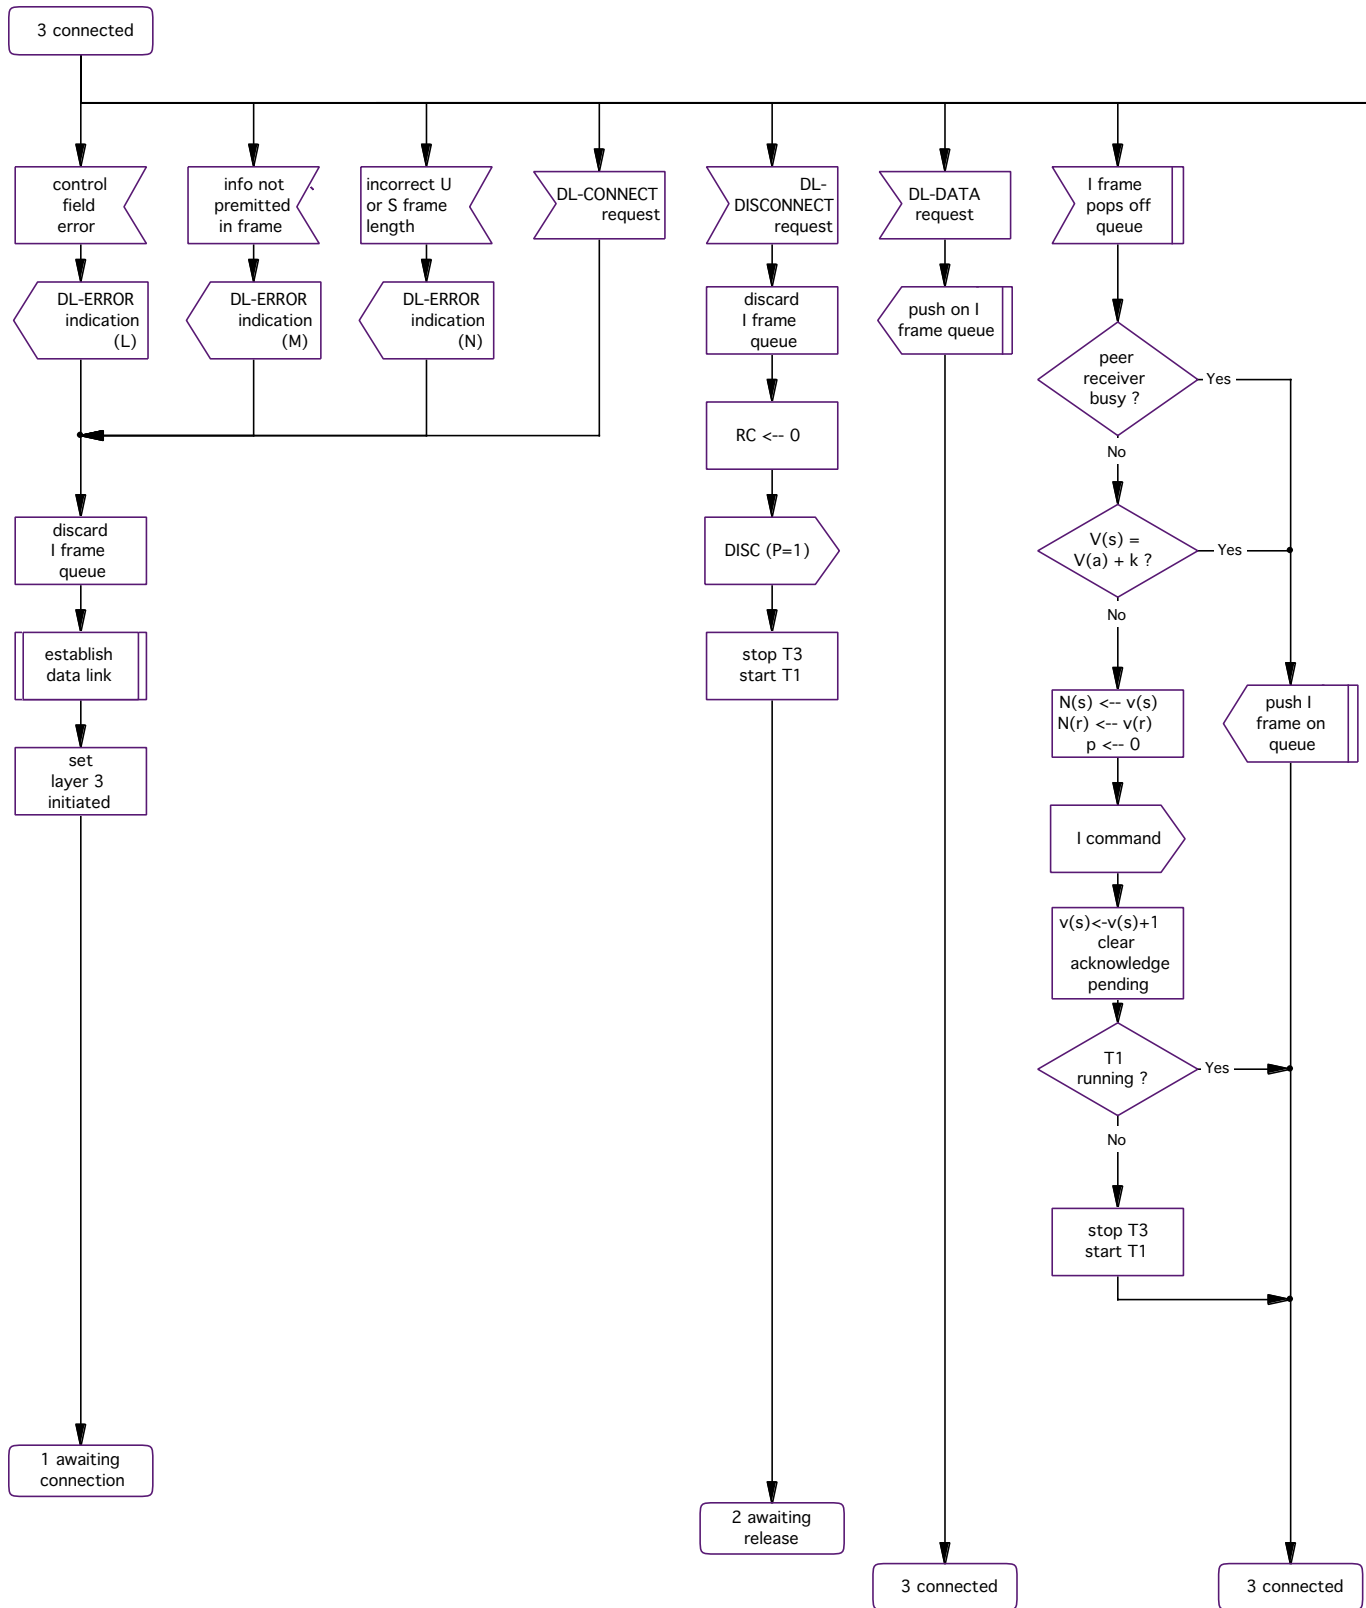 3 connected
control
field
error
info not
premitted
in frame
incorrect U
or S frame
length
DL-CONNECT
request
DL-
DISCONNECT
request
DL-DATA
request
I frame
pops off
queue
DL-ERROR
indication
(L)
DL-ERROR
indication
(M)
DL-ERROR
indication
(N)
discard
I frame
queue
push on I
frame queue
peer
receiver
busy ?
Yes
No
RC <-- 0
discard
I frame
queue
DISC (P=1)
V(s) =
V(a) + k ?
Yes
No
establish
data link
stop T3
start T1
N(s) <-- v(s)
N(r) <-- v(r)
p <-- 0
push I
frame on
queue
set
layer 3
initiated
I command
v(s)<-v(s)+1
clear
acknowledge
pending
T1
running ?
Yes
No
stop T3
start T1
1 awaiting
connection
2 awaiting
release
3 connected
3 connected